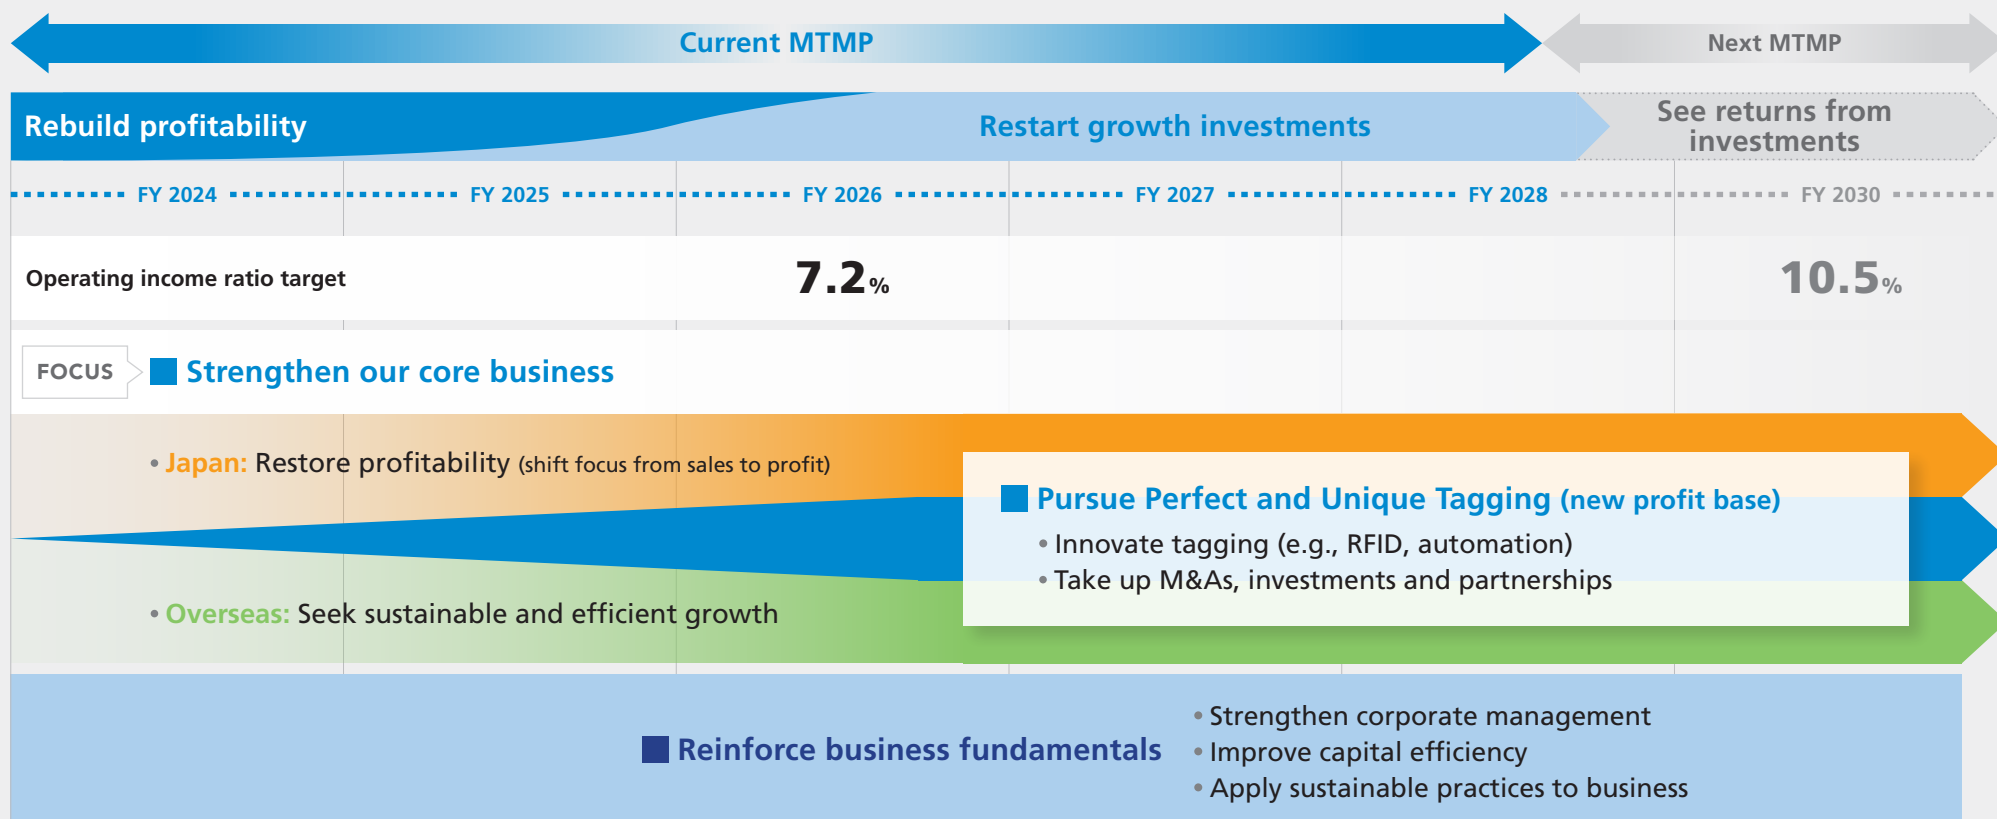 Current MTMP
Next MTMP
Rebuild profitability
Restart growth investments
See returns from
investments
FY 2024
FY 2025
FY 2026
FY 2027
FY 2028
FY 2030
Operating income ratio target
7.2%
10.5%
FOCUS
Strengthen our core business
• Japan: Restore profitability (shift focus from sales to profit)
Pursue Perfect and Unique Tagging (new profit base)
• Innovate tagging (e.g., RFID, automation)
• Take up M&As, investments and partnerships
• Overseas: Seek sustainable and efficient growth
Reinforce business fundamentals
• Strengthen corporate management
• Improve capital efficiency
• Apply sustainable practices to business